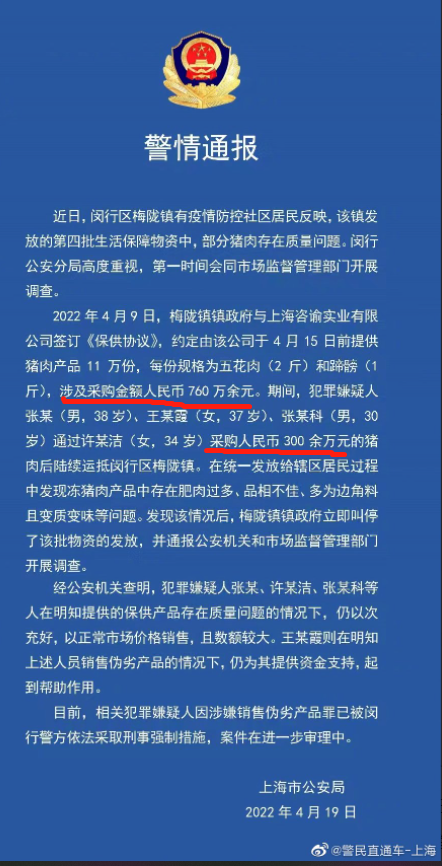 警情通报
近日，闵行区梅陇镇有疫情防控社区居民反映，该镇发
放的第四批生活保障物资中，部分猪肉存在质量问题。闵行
公安分局高度重视，第一时间会同市场监督管理部门开展
调查。
2022 年 4 月 9 日，梅陇镇镇政府与上海咨谕实业有限
公司签订《保供协议》，约定由该公司于 4 月 15 日前提供
猪肉产品 11 万份，每份规格为五花肉（2 斤）和蹄髈（1
斤），涉及采购金额人民币 760 万余元。期间，犯罪嫌疑人
张某（男，38 岁）、王某霞（女，37 岁）、张某科（男，30
岁）通过许某洁（女，34 岁）采购人民币 300 余万元的猪
肉后陆续运抵闵行区梅陇镇。在统一发放给辖区居民过程
中发现冻猪肉产品中存在肥肉过多、品相不佳、多为边角料
且变质变味等问题。发现该情况后，梅陇镇镇政府立即叫停
了该批物资的发放，并通报公安机关和市场监督管理部门
开展调查。
经公安机关查明，犯罪嫌疑人张某、许某洁、张某科等
人在明知提供的保供产品存在质量问题的情况下，仍以次
充好，以正常市场价格销售，且数额较大。王某霞则在明知
上述人员销售伪劣产品的情况下，仍为其提供资金支持，起
到帮助作用。
目前，相关犯罪嫌疑人因涉嫌销售伪劣产品罪已被闵
行警方依法采取刑事强制措施，案件在进一步审理中。
上海市公安局
2022 年 4 月 19 日
@警民直通车-上海